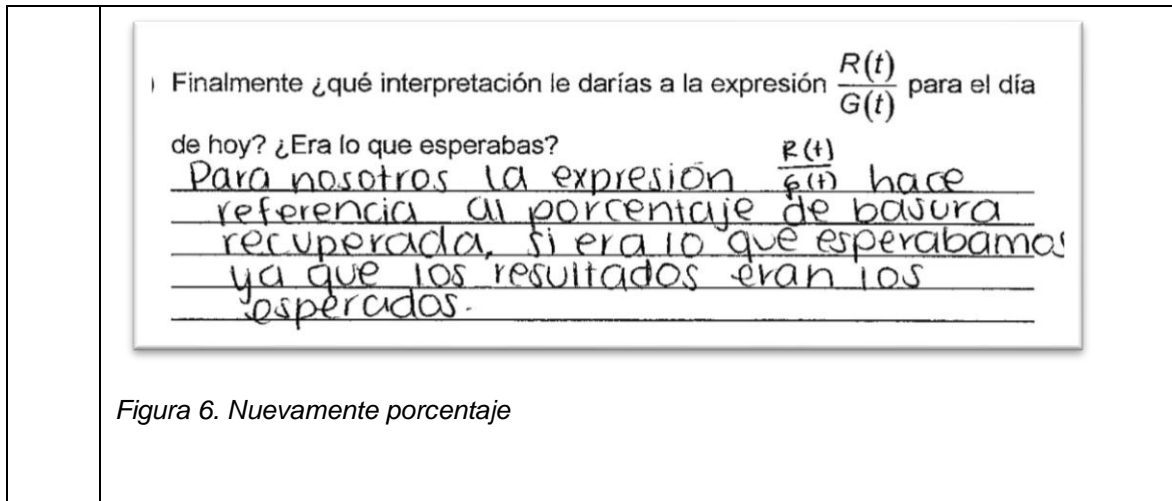 ) Finalmente ¿qué interpretación le darías a la expresión R(t)/G(t) para el día
de hoy? ¿Era lo que esperabas?
Para nosotros la expresión R(t)/G(t) hace
referencia al porcentaje de basura
recuperada, si era lo que esperabamos
ya que los resultados eran los
esperados.
Figura 6. Nuevamente porcentaje